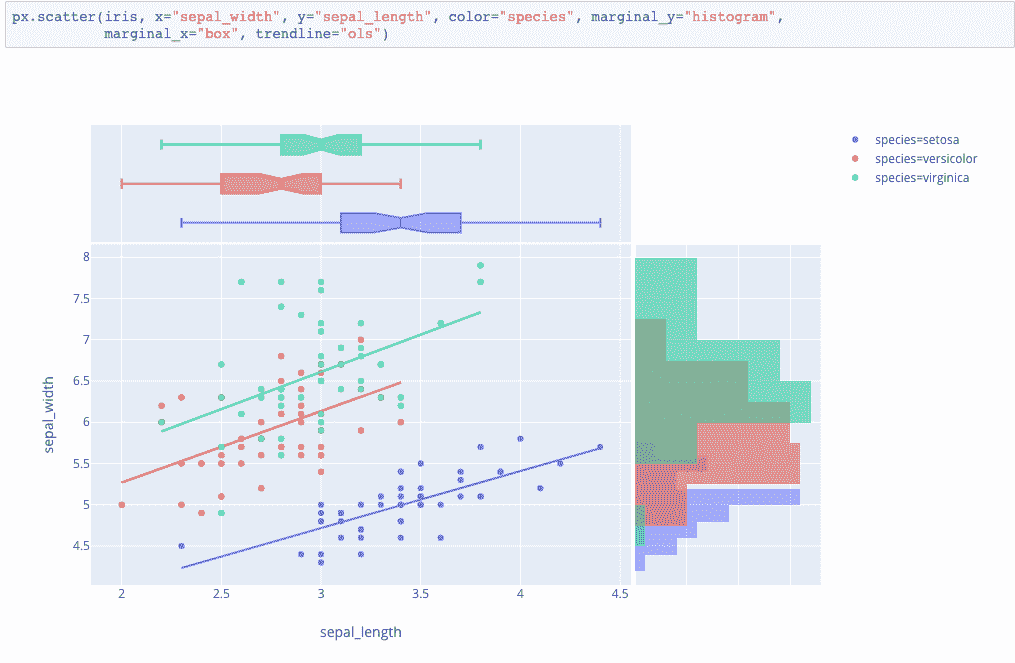 px.scatter(iris, x="sepal_width", y="sepal_length", color="species", marginal_y="histogram",
marginal_x="box", trendline="ols")
species=setosa
species=versicolor
species=virginica
8
7.5
7
6.5
6
5.5
5
4.5
sepal_width
2
2.5
3
3.5
4
4.5
sepal_length